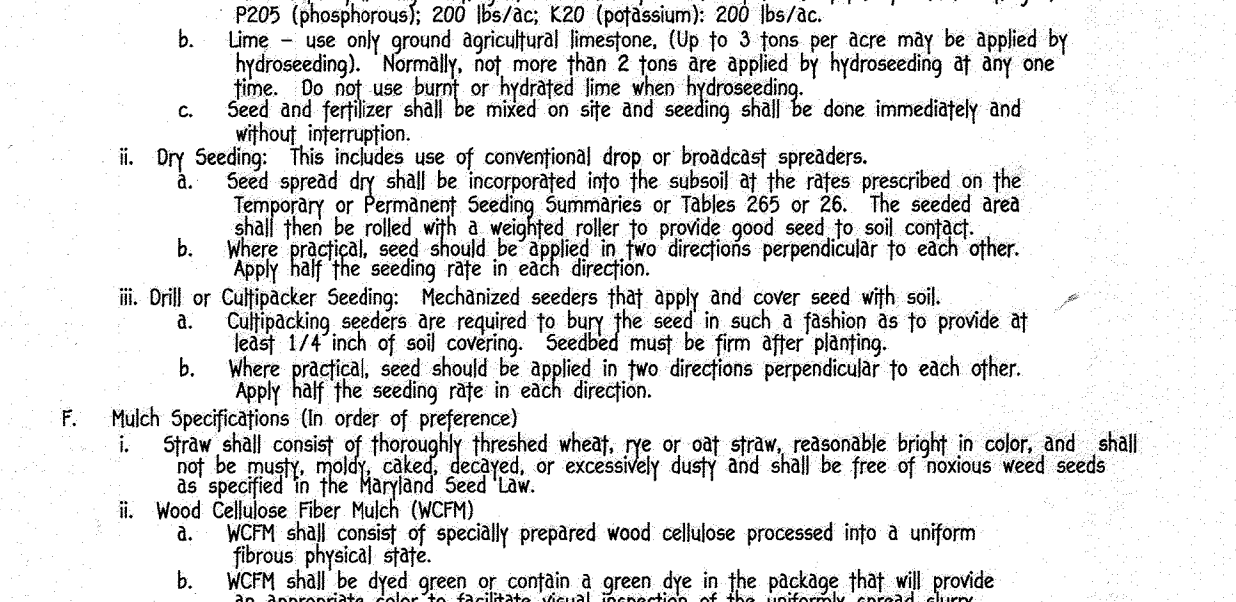 P205 (phosphorous); 200 lbs/ac; K20 (potassium): 200 lbs/ac.
b. Lime – use only ground agricultural limestone, (Up to 3 tons per acre may be applied by
hydroseeding). Normally, not more than 2 tons are applied by hydroseeding at any one
time. Do not use burnt or hydrated lime when hydroseeding.
c. Seed and fertilizer shall be mixed on site and seeding shall be done immediately and
without interruption.
ii. Dry Seeding: This includes use of conventional drop or broadcast spreaders.
a. Seed spread dry shall be incorporated into the subsoil at the rates prescribed on the
Temporary or Permanent Seeding Summaries or Tables 265 or 26. The seeded area
shall then be rolled with a weighted roller to provide good seed to soil contact.
b. Where practical, seed should be applied in two directions perpendicular to each other.
Apply half the seeding rate in each direction.
iii. Drill or Cultipacker Seeding: Mechanized seeders that apply and cover seed with soil.
a. Cultipacking seeders are required to bury the seed in such a fashion as to provide at
least 1/4 inch of soil covering. Seedbed must be firm after planting.
b. Where practical, seed should be applied in two directions perpendicular to each other.
Apply half the seeding rate in each direction.
F. Mulch Specifications (In order of preference)
i. Straw shall consist of thoroughly threshed wheat, rye or oat straw, reasonable bright in color, and shall
not be musty, moldy, caked, decayed, or excessively dusty and shall be free of noxious weed seeds
as specified in the Maryland Seed Law.
ii. Wood Cellulose Fiber Mulch (WCFM)
a. WCFM shall consist of specially prepared wood cellulose processed into a uniform
fibrous physical state.
b. WCFM shall be dyed green or contain a green dye in the package that will provide
an appropriate color to facilitate visual inspection of the uniformly spread slurry.